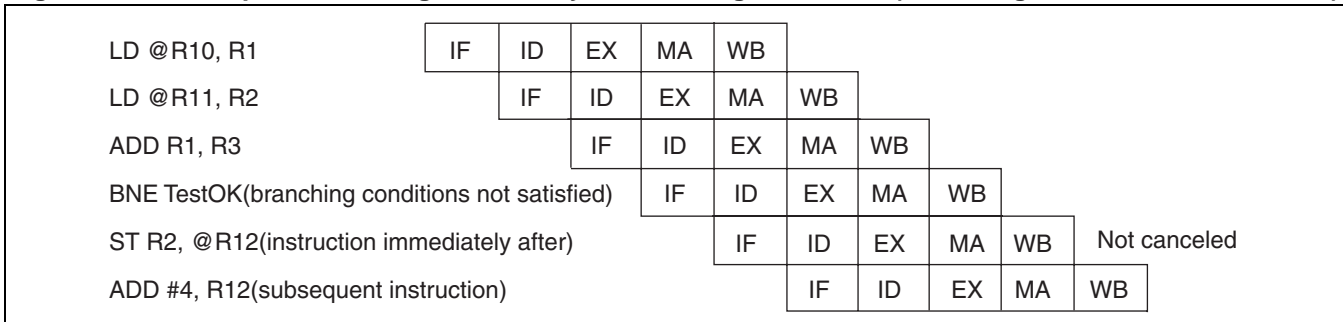 LD @R10, R1 IF ID EX MA WB
LD @R11, R2 IF ID EX MA WB
ADD R1, R3 IF ID EX MA WB
BNE TestOK(branching conditions not satisfied) IF ID EX MA WB
ST R2, @R12(instruction immediately after) IF ID EX MA WB Not canceled
ADD #4, R12(subsequent instruction) IF ID EX MA WB